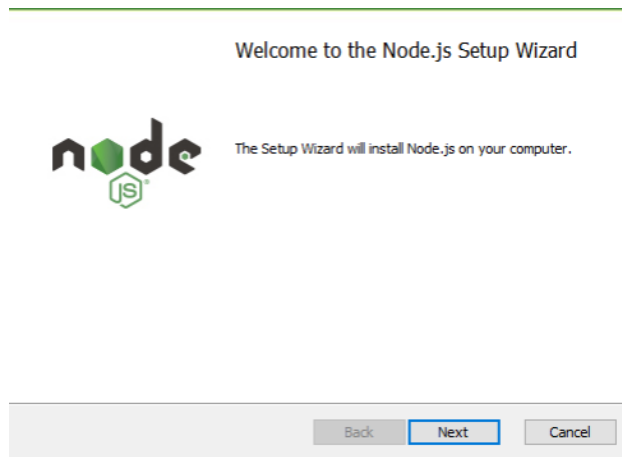 Welcome to the Node.js Setup Wizard
The Setup Wizard will install Node.js on your computer.
node
JS
Back
Next
Cancel